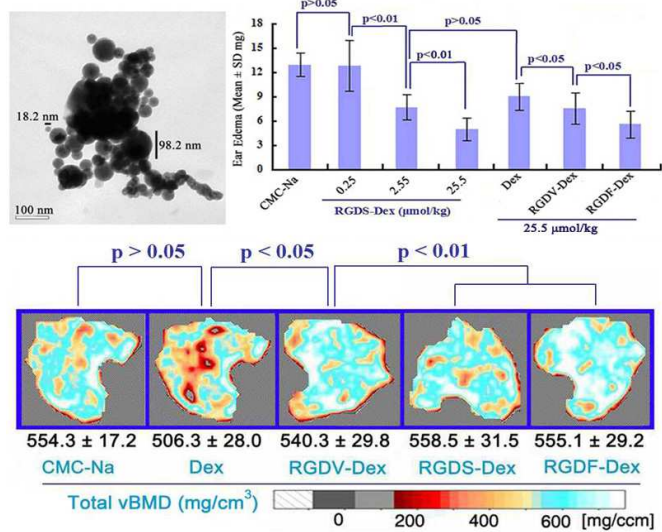 18.2 nm
98.2 nm
100 nm
p>0.05
p<0.01
p>0.05
p<0.01
p<0.05
p<0.05
Ear Edema (Mean ± SD mg)
18
15
12
9
6
3
0
CMC-Na
0.25
2.55
25.5
Dex
RGDV-Dex
RGDF-Dex
RGDS-Dex (μmol/kg)
25.5 μmol/kg
p > 0.05
p < 0.05
p < 0.01
554.3 ± 17.2
506.3 ± 28.0
540.3 ± 29.8
558.5 ± 31.5
555.1 ± 29.2
CMC-Na
Dex
RGDV-Dex
RGDS-Dex
RGDF-Dex
Total vBMD (mg/cm³)
0
200
400
600
[mg/ccm]